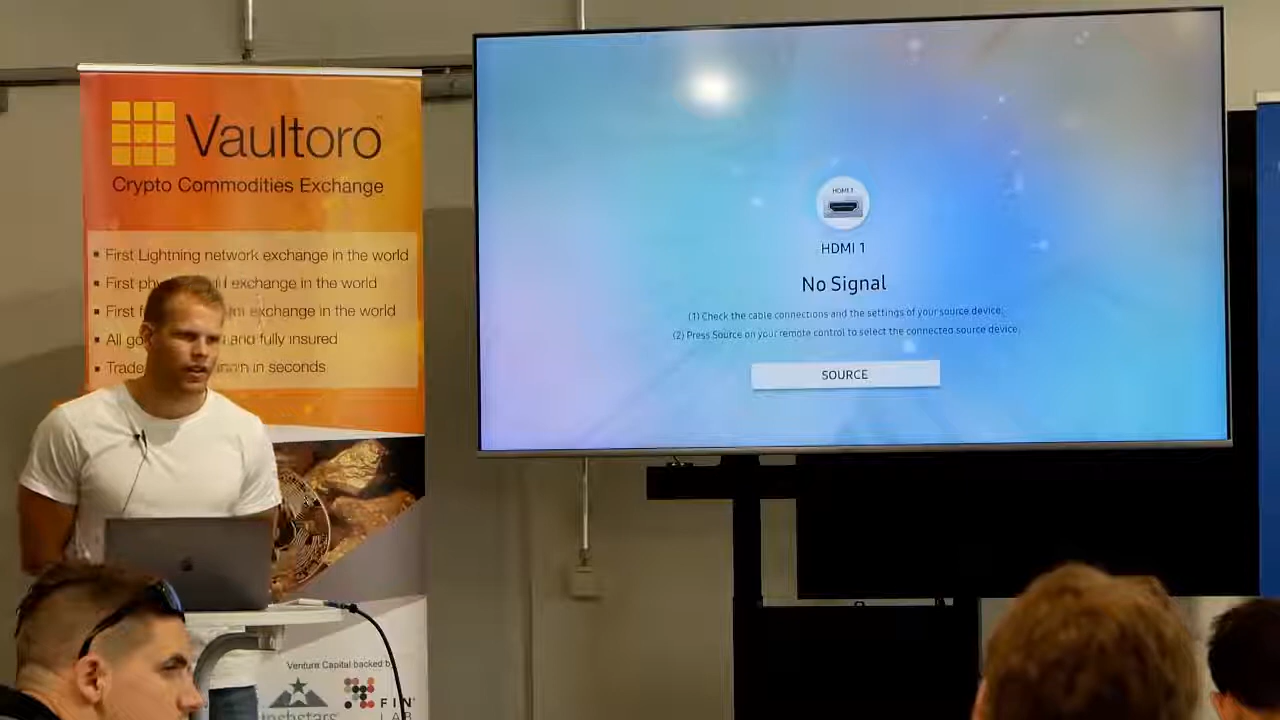 Vaultoro
Crypto Commodities Exchange
▪ First Lightning network exchange in the world
▪ First exchange in the world
▪ First exchange in the world
▪ All and fully insured
▪ Trade in seconds
Venture Capital backed
FIN
LAB
HDMI 1
HDMI 1
No Signal
(1) Check the cable connections and the settings of your source device.
(2) Press Source on your remote control to select the connected source device.
SOURCE